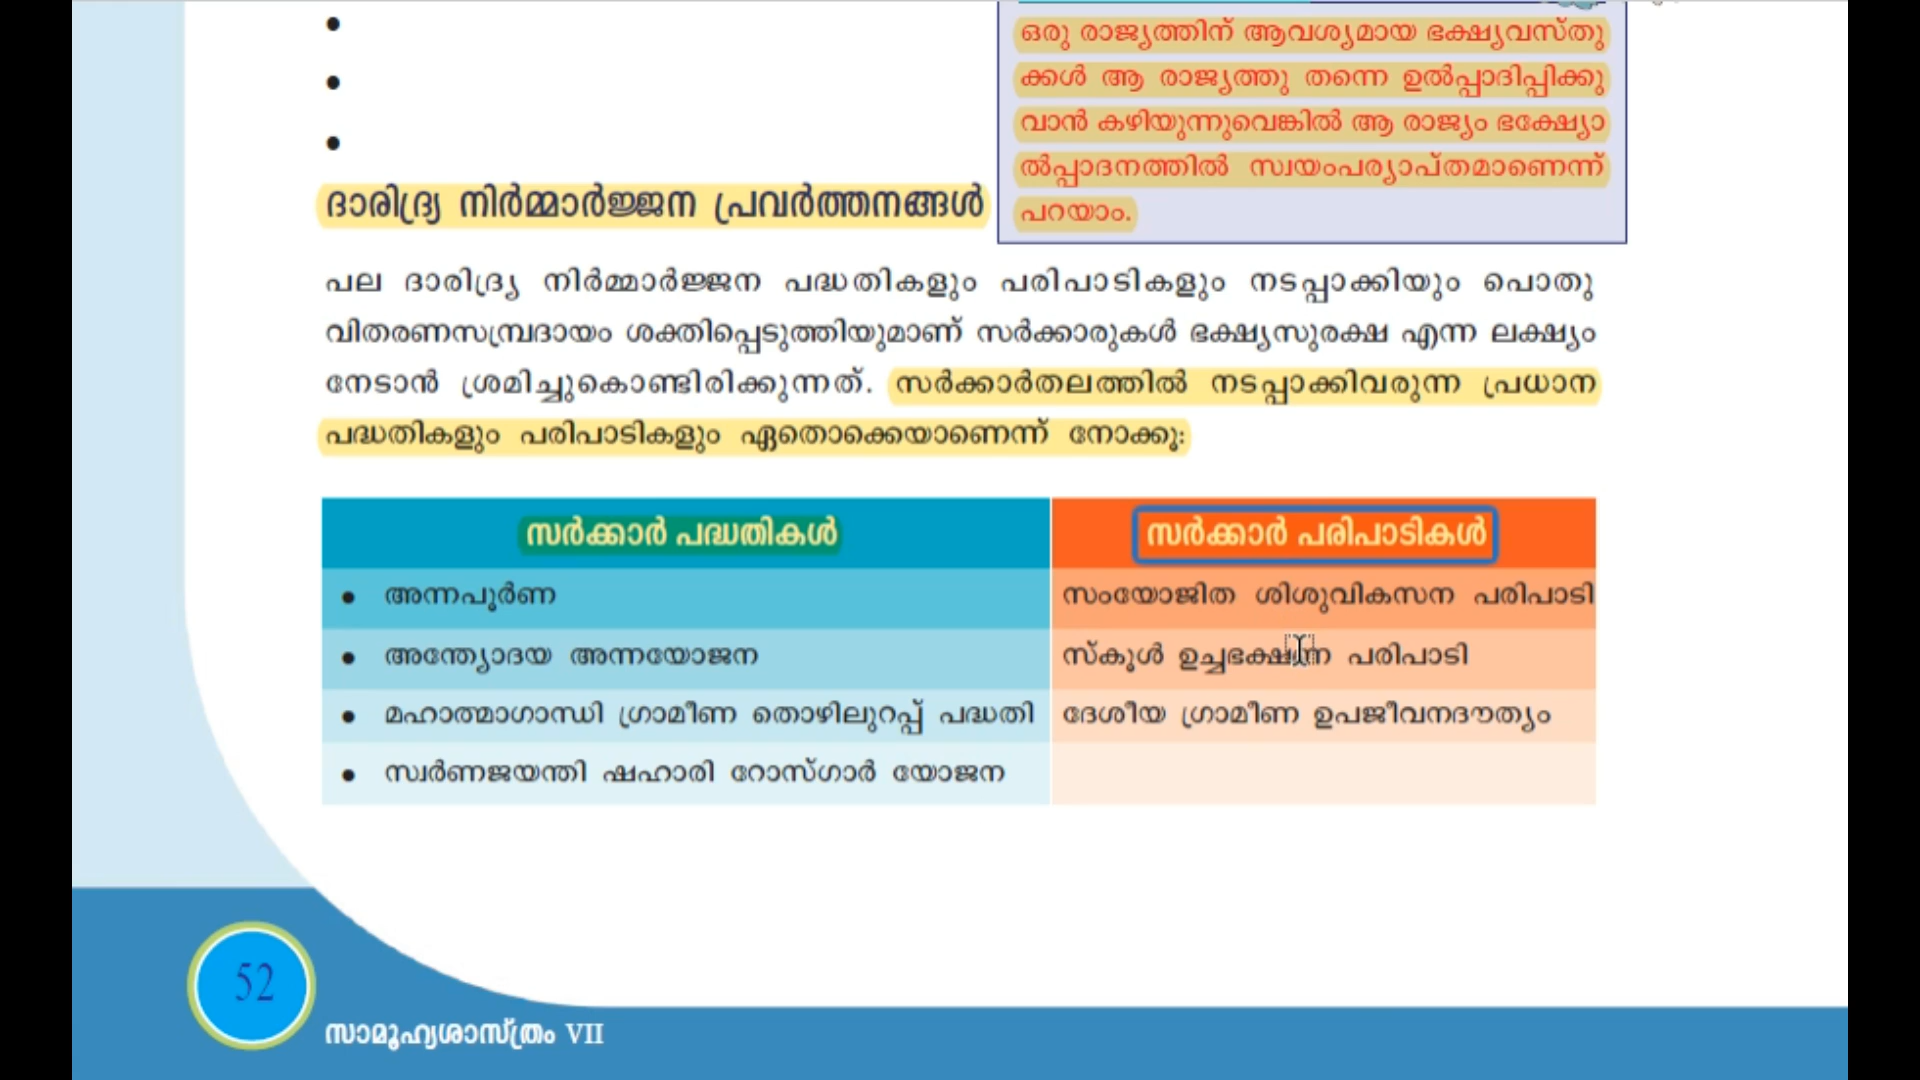 ഒരു രാജ്യത്തിന് ആവശ്യമായ ഭക്ഷ്യവസ്തു
ക്കൾ ആ രാജ്യത്തു തന്നെ ഉൽപ്പാദിപ്പിക്കു
വാൻ കഴിയുന്നുവെങ്കിൽ ആ രാജ്യം ഭക്ഷ്യോ
ൽപ്പാദനത്തിൽ സ്വയംപര്യാപ്തമാണെന്ന്
പറയാം.
ദാരിദ്ര്യ നിർമ്മാർജ്ജന പ്രവർത്തനങ്ങൾ
പല ദാരിദ്ര്യ നിർമ്മാർജ്ജന പദ്ധതികളും പരിപാടികളും നടപ്പാക്കിയും പൊതു
വിതരണസമ്പ്രദായം ശക്തിപ്പെടുത്തിയുമാണ് സർക്കാരുകൾ ഭക്ഷ്യസുരക്ഷ എന്ന ലക്ഷ്യം
നേടാൻ ശ്രമിച്ചുകൊണ്ടിരിക്കുന്നത്. സർക്കാർതലത്തിൽ നടപ്പാക്കിവരുന്ന പ്രധാന
പദ്ധതികളും പരിപാടികളും ഏതൊക്കെയാണെന്ന് നോക്കൂ:
സർക്കാർ പദ്ധതികൾ സർക്കാർ പരിപാടികൾ
• അന്നപൂർണ സംയോജിത ശിശുവികസന പരിപാടി
• അന്ത്യോദയ അന്നയോജന സ്കൂൾ ഉച്ചഭക്ഷണ പരിപാടി
• മഹാത്മാഗാന്ധി ഗ്രാമീണ തൊഴിലുറപ്പ് പദ്ധതി ദേശീയ ഗ്രാമീണ ഉപജീവനദൗത്യം
• സ്വർണജയന്തി ഷഹാരി റോസ്ഗാർ യോജന
52
സാമൂഹ്യശാസ്ത്രം VII